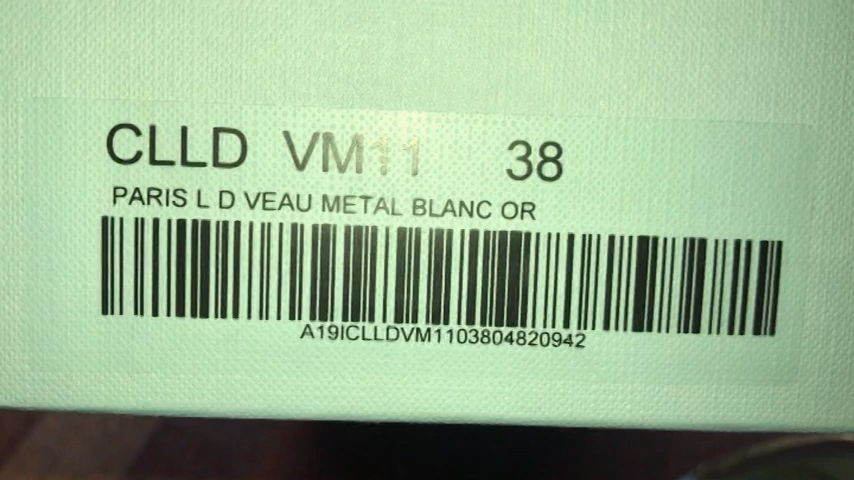 CLLD VM11 38
PARIS L D VEAU METAL BLANC OR
A19ICLLDVM1103804820942